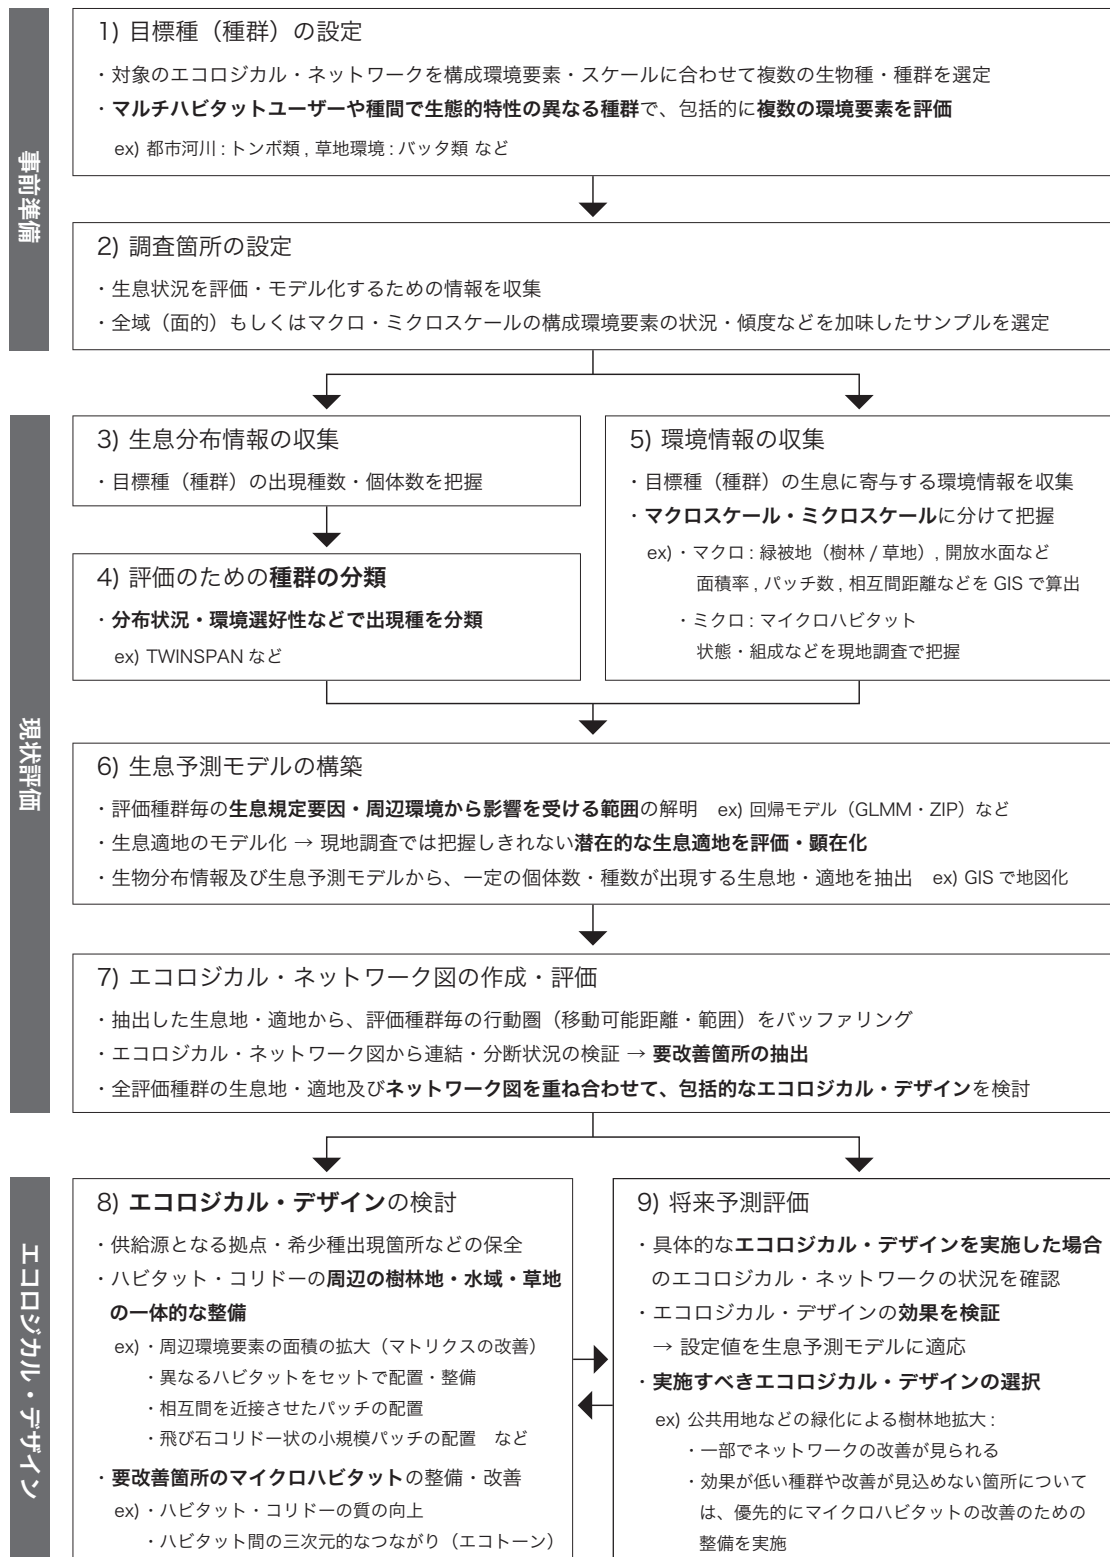 事前準備
1) 目標種（種群）の設定
・対象のエコロジカル・ネットワークを構成環境要素・スケールに合わせて複数の生物種・種群を選定
・マルチハビタットユーザーや種間で生態的特性の異なる種群で、包括的に複数の環境要素を評価
ex) 都市河川 : トンボ類 , 草地環境 : バッタ類 など
2) 調査箇所の設定
・生息状況を評価・モデル化するための情報を収集
・全域（面的）もしくはマクロ・ミクロスケールの構成環境要素の状況・傾度などを加味したサンプルを選定
現状評価
3) 生息分布情報の収集
・目標種（種群）の出現種数・個体数を把握
4) 評価のための種群の分類
・分布状況・環境選好性などで出現種を分類
ex) TWINSPAN など
5) 環境情報の収集
・目標種（種群）の生息に寄与する環境情報を収集
・マクロスケール・ミクロスケールに分けて把握
ex)・マクロ : 緑被地（樹林 / 草地）, 開放水面など
面積率 , パッチ数 , 相互間距離などを GIS で算出
・ミクロ : マイクロハビタット
状態・組成などを現地調査で把握
6) 生息予測モデルの構築
・評価種群毎の生息規定要因・周辺環境から影響を受ける範囲の解明　ex) 回帰モデル（GLMM・ZIP）など
・生息適地のモデル化 → 現地調査では把握しきれない潜在的な生息適地を評価・顕在化
・生物分布情報及び生息予測モデルから、一定の個体数・種数が出現する生息地・適地を抽出　ex) GIS で地図化
7) エコロジカル・ネットワーク図の作成・評価
・抽出した生息地・適地から、評価種群毎の行動圏（移動可能距離・範囲）をバッファリング
・エコロジカル・ネットワーク図から連結・分断状況の検証 → 要改善箇所の抽出
・全評価種群の生息地・適地及びネットワーク図を重ね合わせて、包括的なエコロジカル・デザインを検討
エコロジカル・デザイン
8) エコロジカル・デザインの検討
・供給源となる拠点・希少種出現箇所などの保全
・ハビタット・コリドーの周辺の樹林地・水域・草地
の一体的な整備
ex)・周辺環境要素の面積の拡大（マトリクスの改善）
・異なるハビタットをセットで配置・整備
・相互間を近接させたパッチの配置
・飛び石コリドー状の小規模パッチの配置　など
・要改善箇所のマイクロハビタットの整備・改善
ex)・ハビタット・コリドーの質の向上
・ハビタット間の三次元的なつながり（エコトーン）
9) 将来予測評価
・具体的なエコロジカル・デザインを実施した場合
のエコロジカル・ネットワークの状況を確認
・エコロジカル・デザインの効果を検証
→ 設定値を生息予測モデルに適応
・実施すべきエコロジカル・デザインの選択
ex) 公共用地などの緑化による樹林地拡大 :
・一部でネットワークの改善が見られる
・効果が低い種群や改善が見込めない箇所について
は、優先的にマイクロハビタットの改善のための
整備を実施